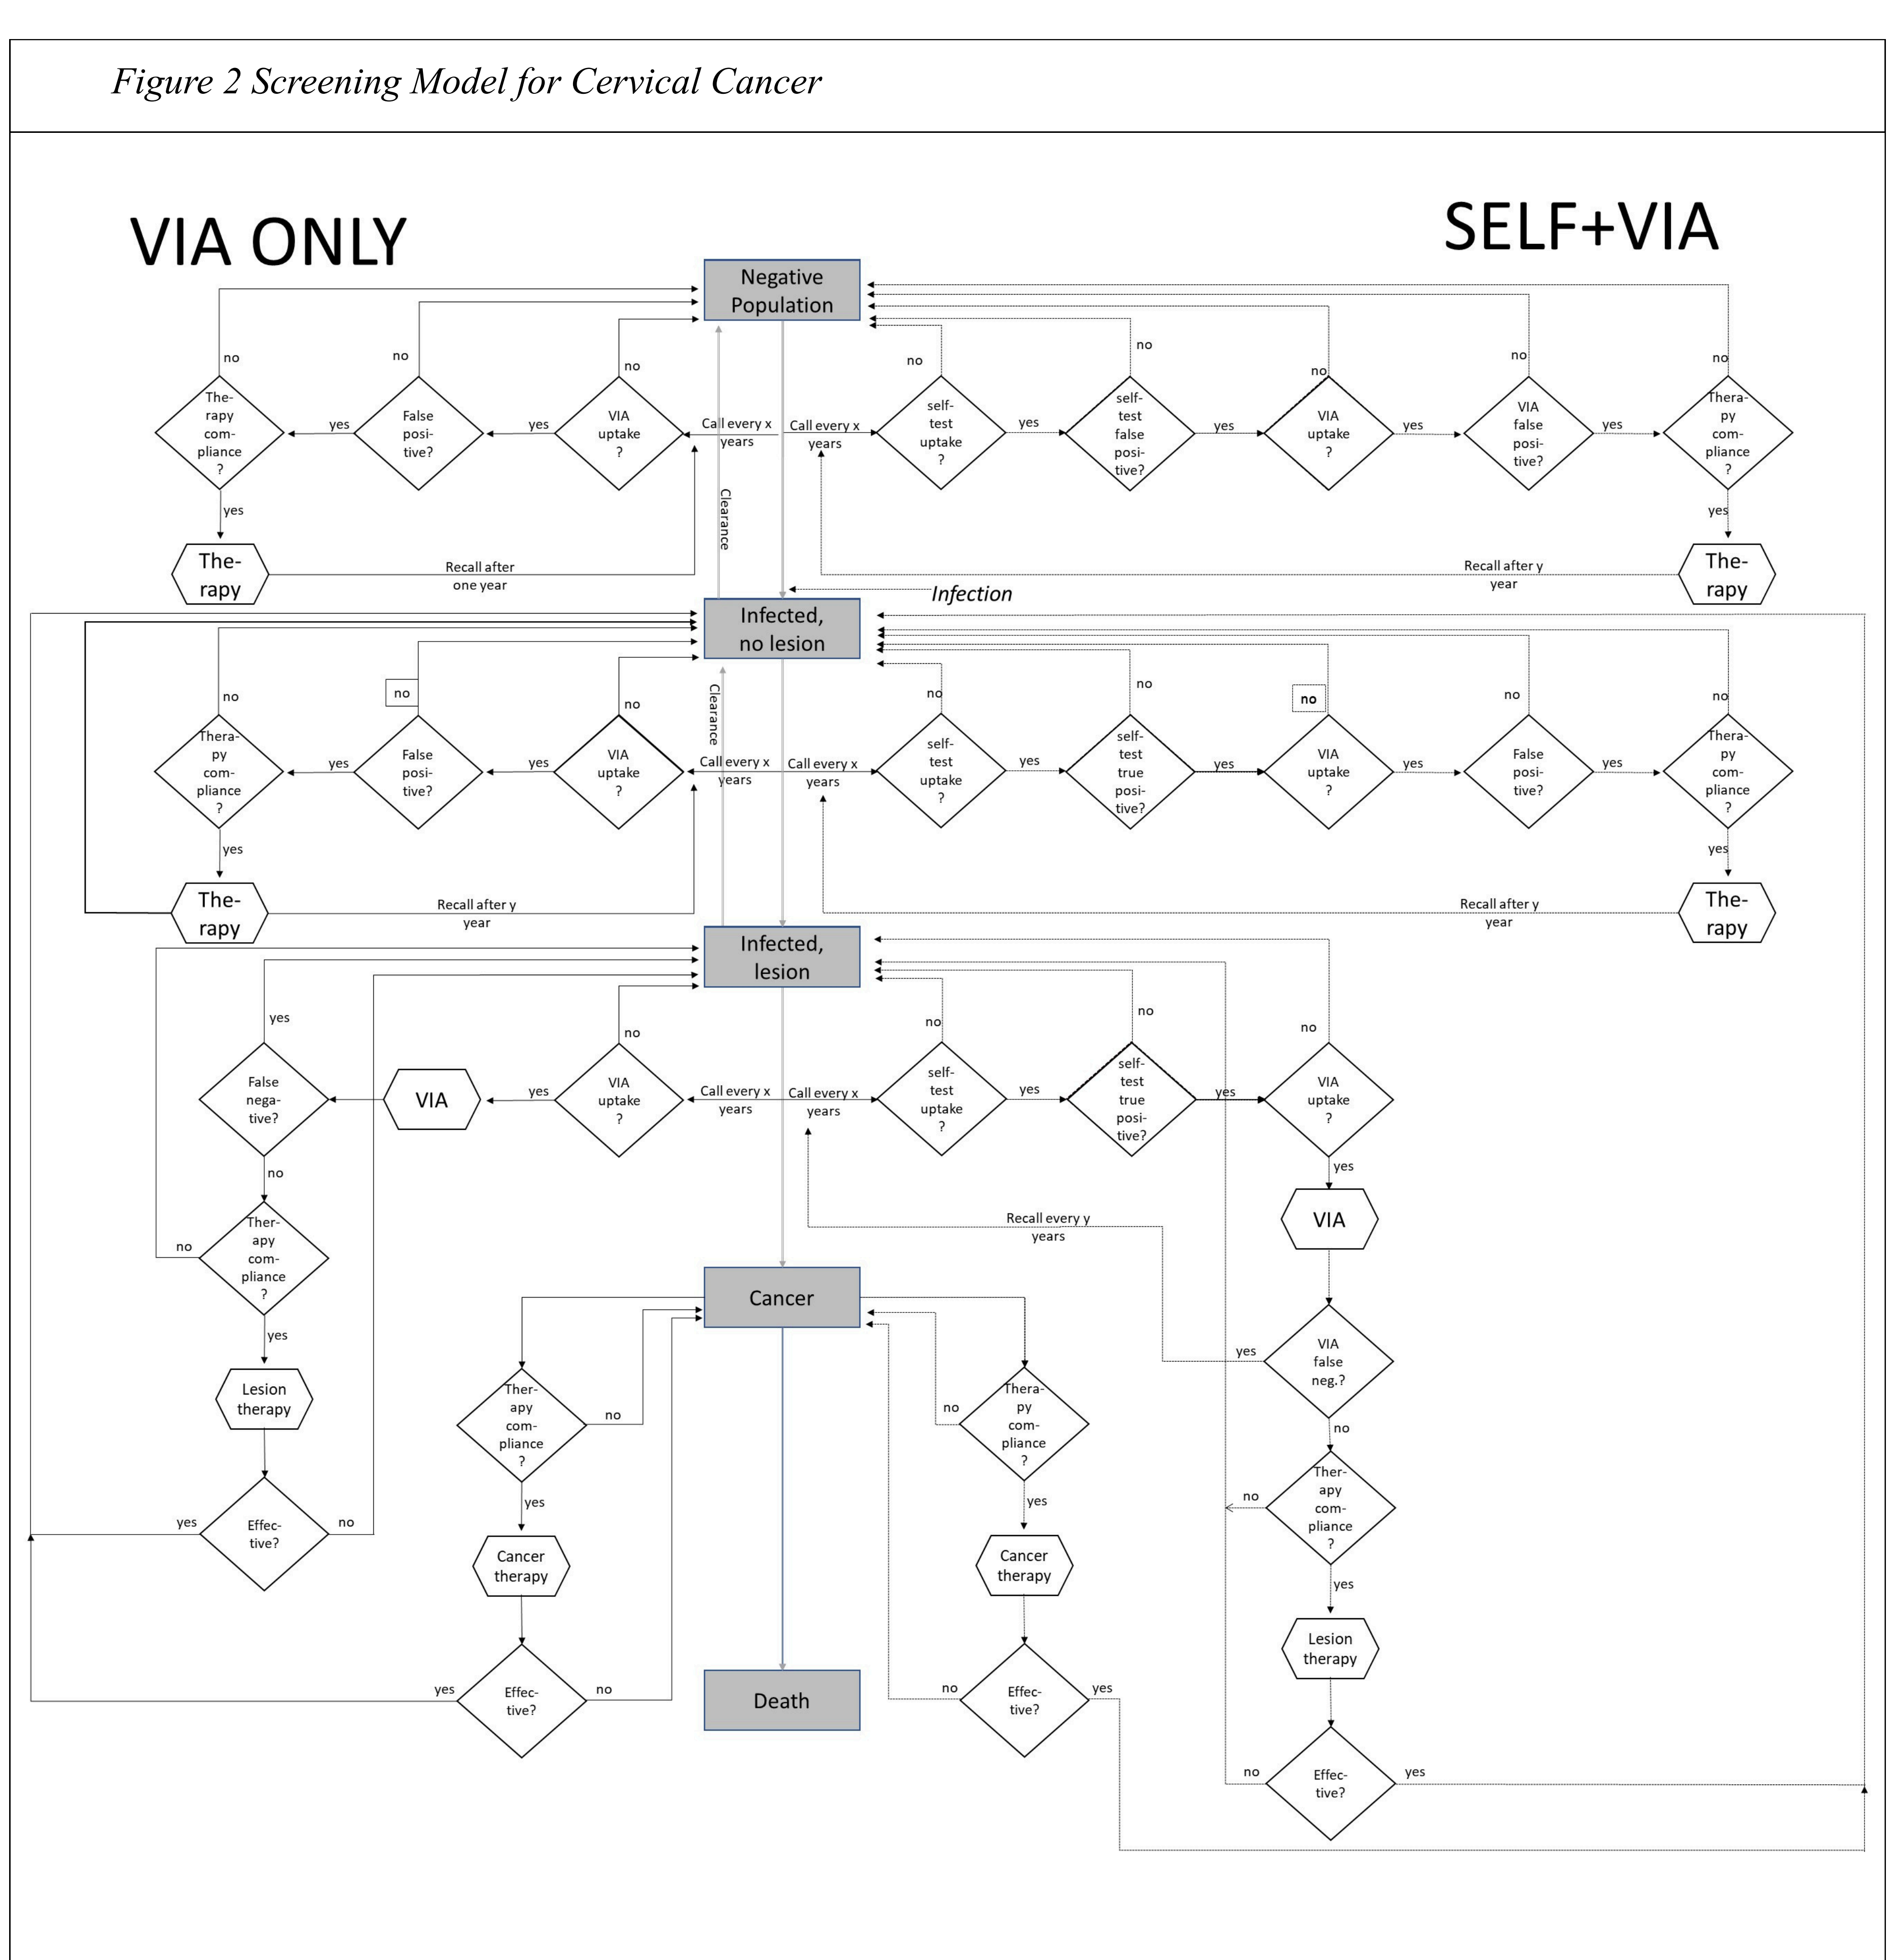 Figure 2 Screening Model for Cervical Cancer
VIA ONLY
SELF+VIA
Negative
Population
no
no
no
no
no
no
no
no
The-
rapy
com-
pliance
?
yes
False
posi-
tive?
yes
VIA
uptake
?
Call every x
years
Call every x
years
self-
test
uptake
?
yes
self-
test
false
posi-
tive?
yes
VIA
uptake
?
yes
VIA
false
posi-
tive?
yes
Thera-
py
com-
pliance
?
yes
The-
rapy
Recall after
one year
Clearance
yes
The-
rapy
Recall after y
year
Infection
Infected,
no lesion
no
no
no
no
no
no
no
no
Thera-
py
com-
pliance
?
yes
False
posi-
tive?
yes
VIA
uptake
?
Clearance
Call every x
years
Call every x
years
self-
test
uptake
?
yes
self-
test
true
posi-
tive?
yes
VIA
uptake
?
yes
False
posi-
tive?
yes
Thera-
py
com-
pliance
?
yes
The-
rapy
Recall after y
year
yes
The-
rapy
Recall after y
year
Infected,
lesion
yes
no
no
no
no
False
nega-
tive?
VIA
yes
VIA
uptake
?
Call every x
years
Call every x
years
self-
test
uptake
?
yes
self-
test
true
posi-
tive?
yes
VIA
uptake
?
no
yes
VIA
Recall every y
years
Ther-
apy
com-
pliance
?
no
yes
Lesion
therapy
Effec-
tive?
yes
no
Cancer
Ther-
apy
com-
pliance
?
no
yes
Cancer
therapy
Effec-
tive?
yes
no
Thera-
py
com-
pliance
?
no
yes
Cancer
therapy
Effec-
tive?
no
yes
Death
VIA
false
neg.?
yes
no
Ther-
apy
com-
pliance
?
no
yes
Lesion
therapy
Effec-
tive?
no
yes